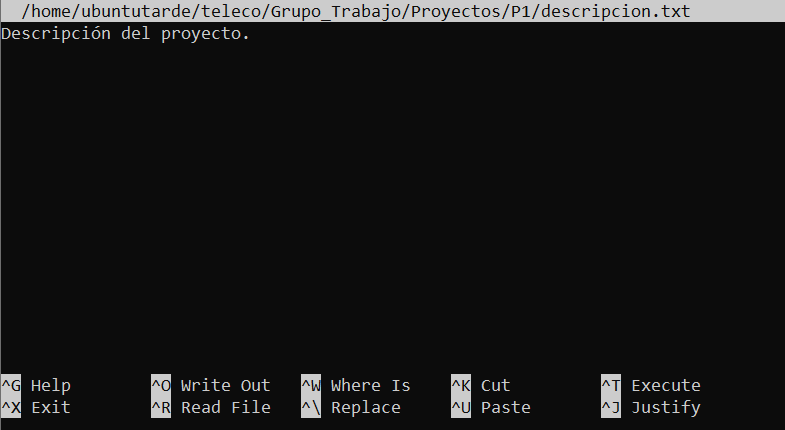 /home/ubuntutarde/teleco/Grupo_Trabajo/Proyectos/P1/descripcion.txt
Descripción del proyecto.
^G Help ^O Write Out ^W Where Is ^K Cut ^T Execute
^X Exit ^R Read File ^\ Replace ^U Paste ^J Justify